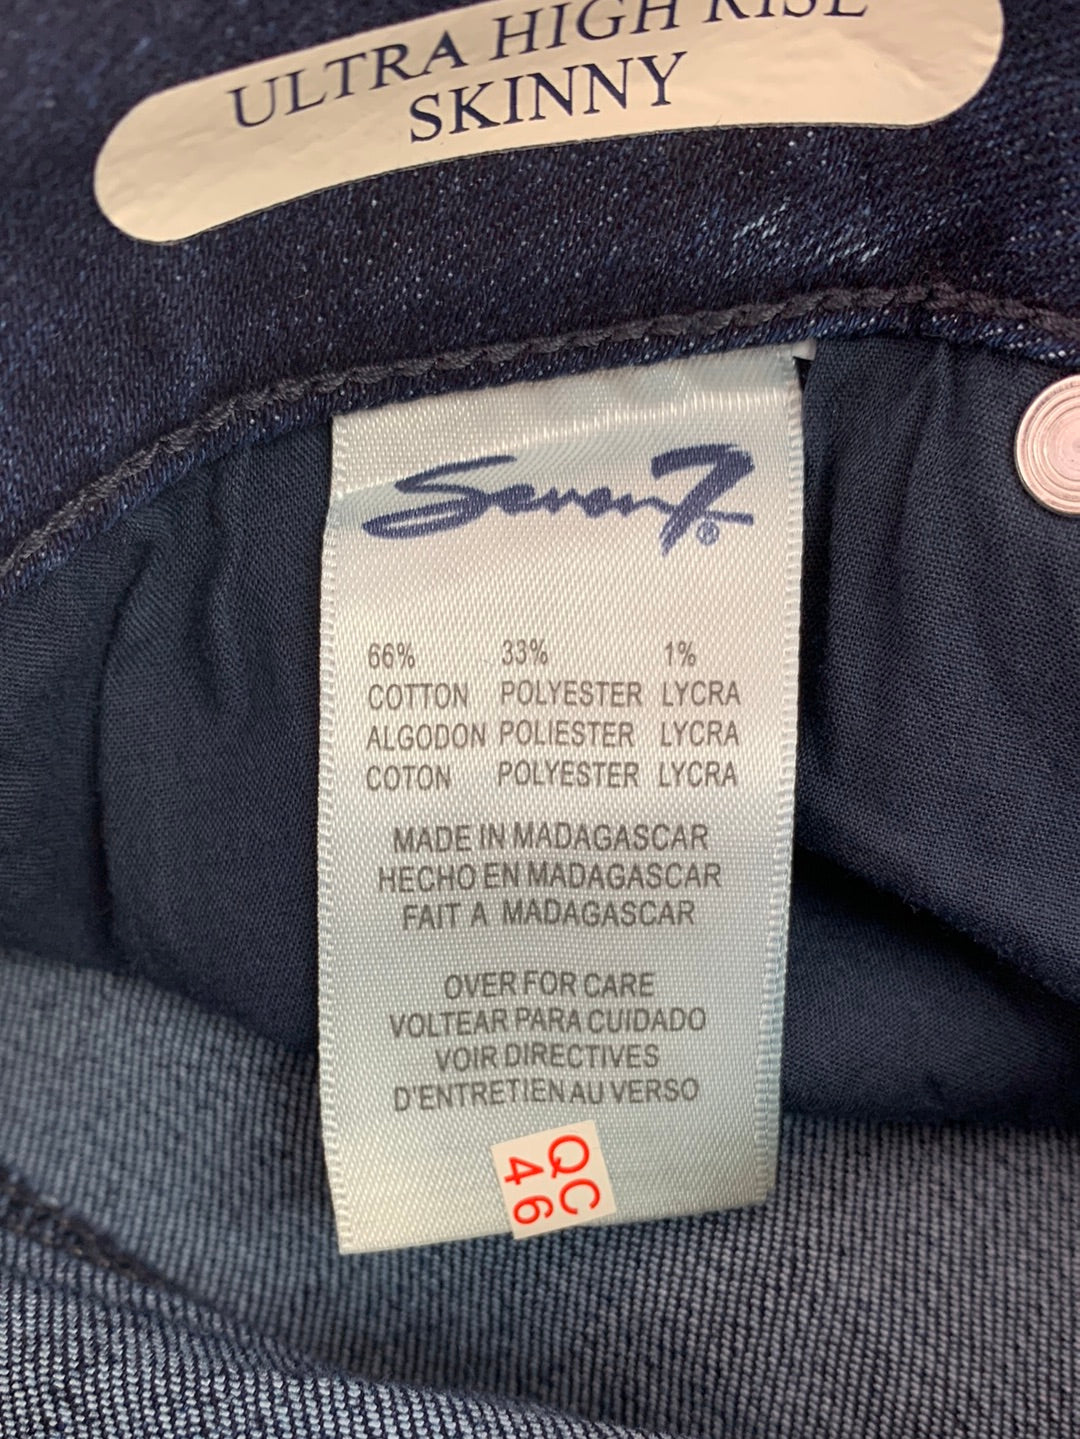 ULTRA HIGH RISE
SKINNY
Seven7®
66% 33% 1%
COTTON POLYESTER LYCRA
ALGODON POLIESTER LYCRA
COTON POLYESTER LYCRA
MADE IN MADAGASCAR
HECHO EN MADAGASCAR
FAIT A MADAGASCAR
OVER FOR CARE
VOLTEAR PARA CUIDADO
VOIR DIRECTIVES
D'ENTRETIEN AU VERSO
QC
46